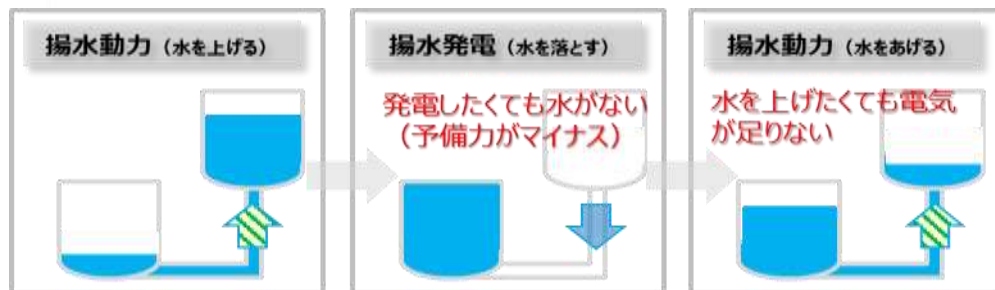 揚水動力（水を上げる）
揚水発電（水を落とす）
発電したくても水がない
（予備力がマイナス）
揚水動力（水をあげる）
水を上げたくても電気
が足りない